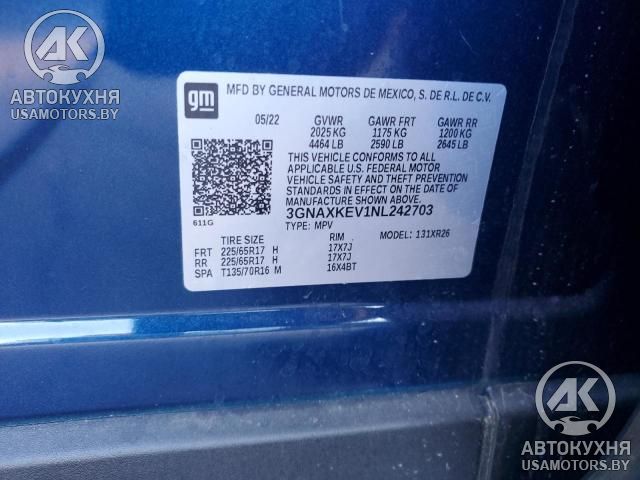 АК
АВТОКУХНЯ
USAMOTORS.BY
gm
MFD BY GENERAL MOTORS DE MEXICO, S. DE R.L. DE C.V.
05/22 GVWR GAWR FRT GAWR RR
2025 KG 1175 KG 1200 KG
4464 LB 2590 LB 2645 LB
THIS VEHICLE CONFORMS TO ALL
APPLICABLE U.S. FEDERAL MOTOR
VEHICLE SAFETY AND THEFT PREVENTION
STANDARDS IN EFFECT ON THE DATE OF
MANUFACTURE SHOWN ABOVE.
3GNAXKEV1NL242703
611G
TYPE: MPV MODEL: 131XR26
TIRE SIZE RIM
FRT 225/65R17 H 17X7J
RR 225/65R17 H 17X7J
SPA T135/70R16 M 16X4BT
АК
АВТОКУХНЯ
USAMOTORS.BY